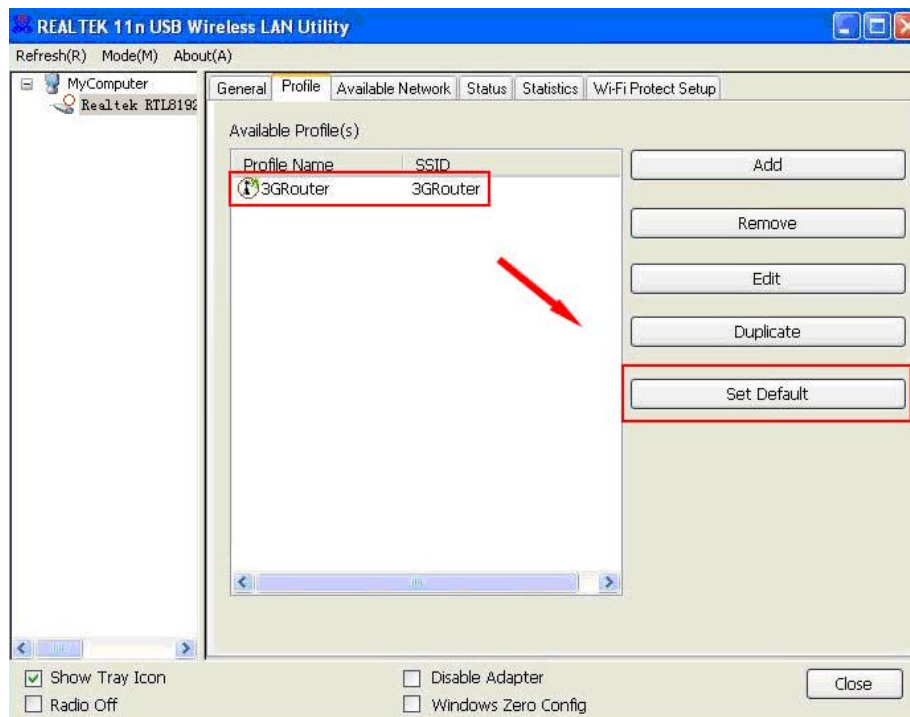 REALTEK 11n USB Wireless LAN Utility
Refresh(R) Mode(M) About(A)
MyComputer
Realtek RTL8192
General Profile Available Network Status Statistics Wi-Fi Protect Setup
Available Profile(s)
Profile Name SSID
3GRouter 3GRouter
Add
Remove
Edit
Duplicate
Set Default
Show Tray Icon
Radio Off
Disable Adapter
Windows Zero Config
Close